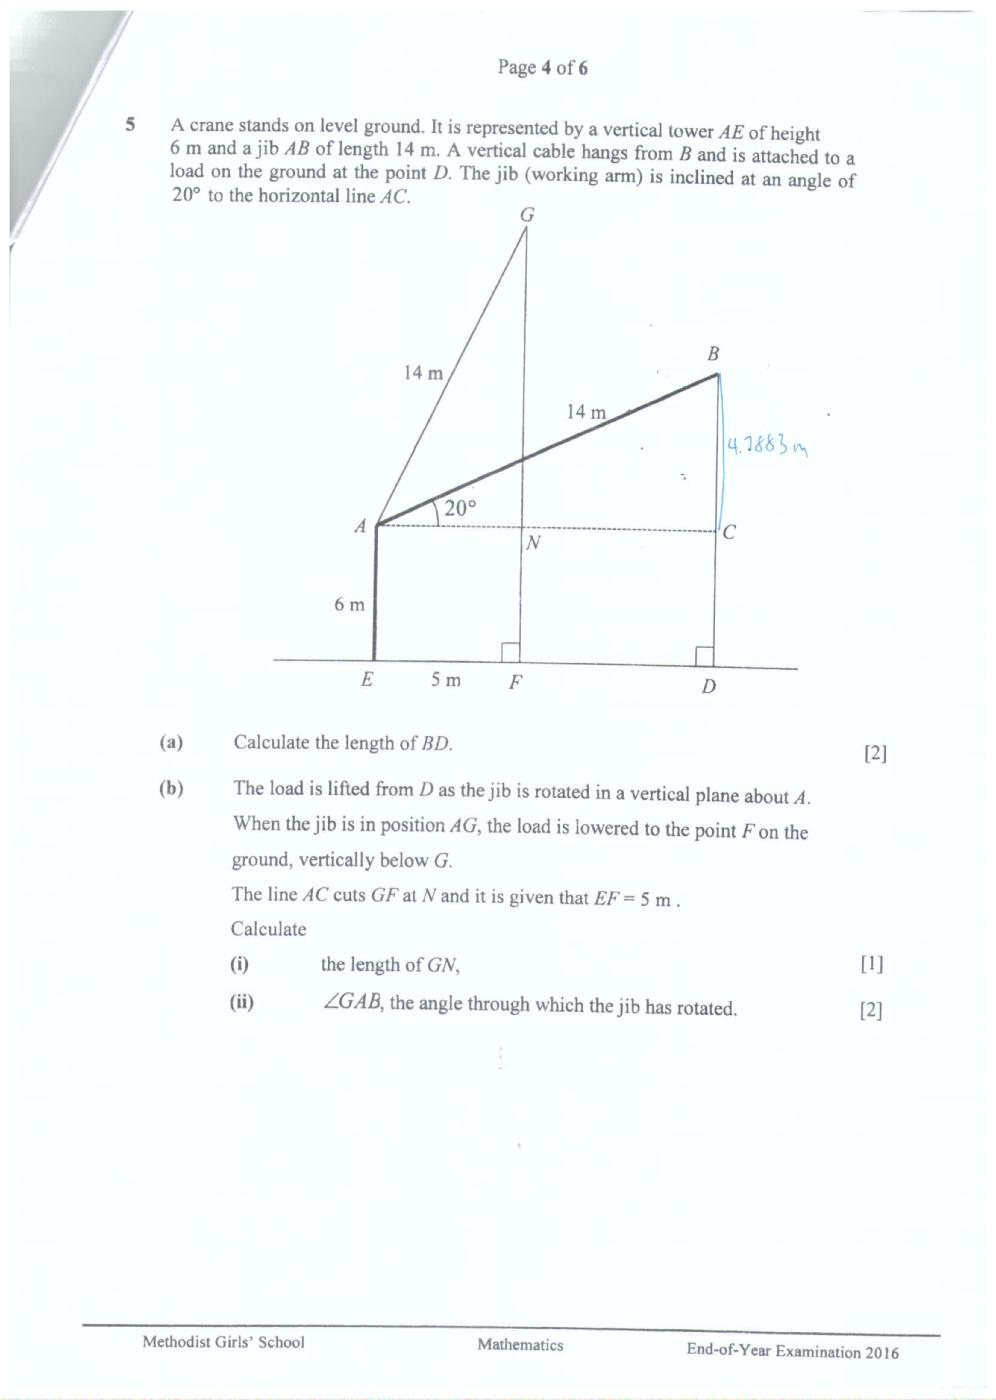 Page 4 of 6
5 A crane stands on level ground. It is represented by a vertical tower AE of height
6 m and a jib AB of length 14 m. A vertical cable hangs from B and is attached to a
load on the ground at the point D. The jib (working arm) is inclined at an angle of
20° to the horizontal line AC.
G
B
14 m
14 m
4.7883 m
20°
A
N
C
6 m
E
5 m
F
D
(a) Calculate the length of BD. [2]
(b) The load is lifted from D as the jib is rotated in a vertical plane about A.
When the jib is in position AG, the load is lowered to the point F on the
ground, vertically below G.
The line AC cuts GF at N and it is given that EF = 5 m .
Calculate
(i) the length of GN, [1]
(ii) ∠GAB, the angle through which the jib has rotated. [2]
Methodist Girls' School Mathematics End-of-Year Examination 2016